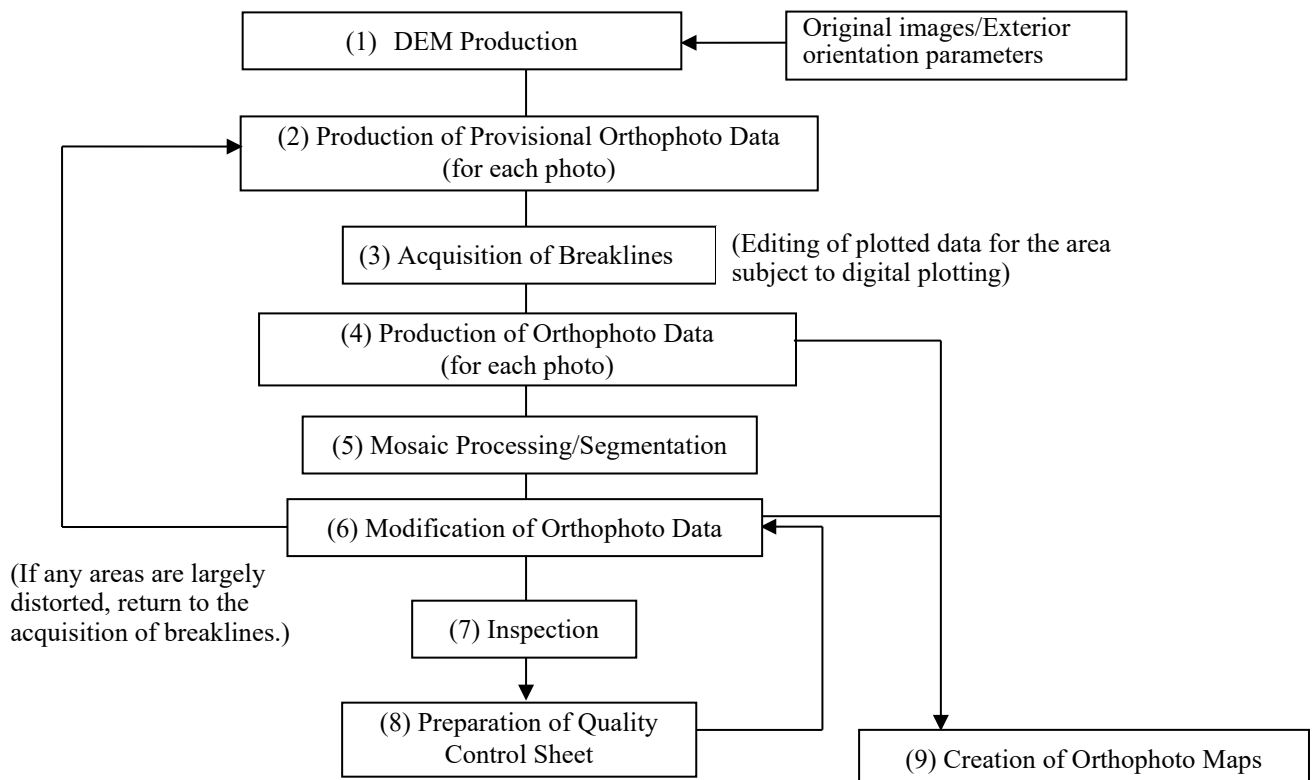 (1) DEM Production
Original images/Exterior
orientation parameters
(2) Production of Provisional Orthophoto Data
(for each photo)
(3) Acquisition of Breaklines
(Editing of plotted data for the area
subject to digital plotting)
(4) Production of Orthophoto Data
(for each photo)
(5) Mosaic Processing/Segmentation
(6) Modification of Orthophoto Data
(If any areas are largely
distorted, return to the
acquisition of breaklines.)
(7) Inspection
(8) Preparation of Quality
Control Sheet
(9) Creation of Orthophoto Maps